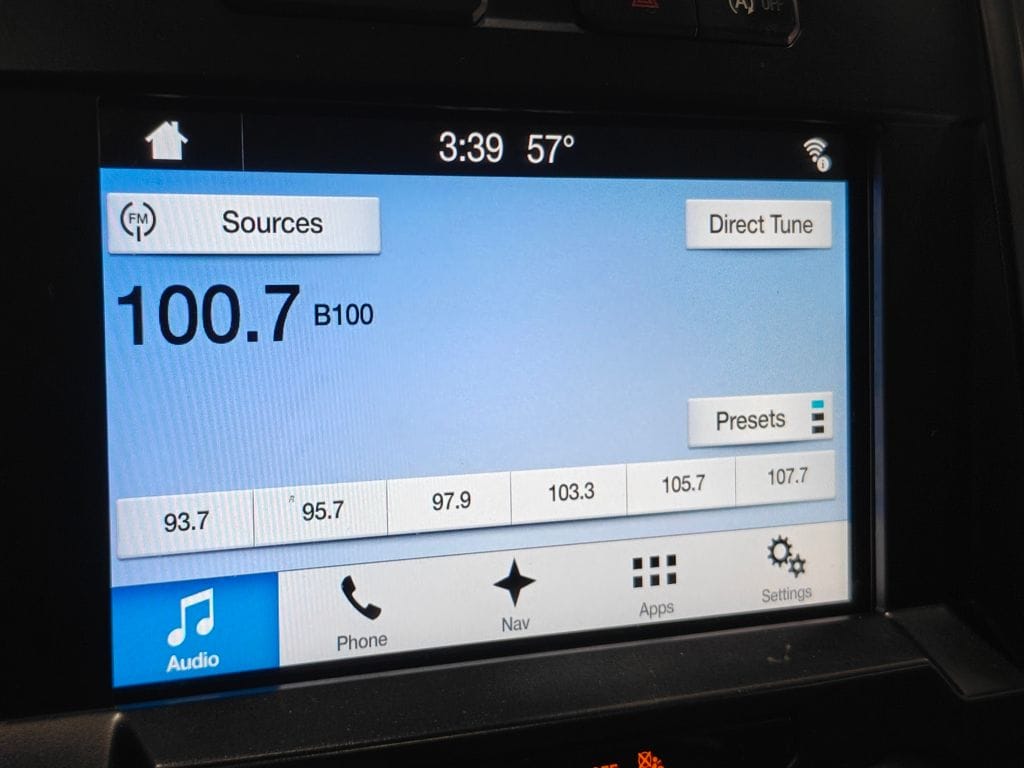 (A) OFF
3:39 57°
FM Sources
Direct Tune
100.7 B100
Presets
93.7 95.7 97.9 103.3 105.7 107.7
Audio Phone Nav Apps Settings